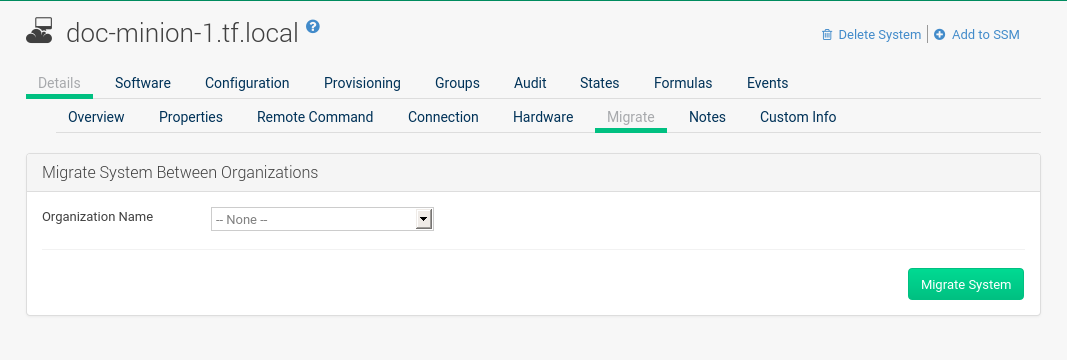 doc-minion-1.tf.local ?
Delete System Add to SSM
Details Software Configuration Provisioning Groups Audit States Formulas Events
Overview Properties Remote Command Connection Hardware Migrate Notes Custom Info
Migrate System Between Organizations
Organization Name -- None --
Migrate System